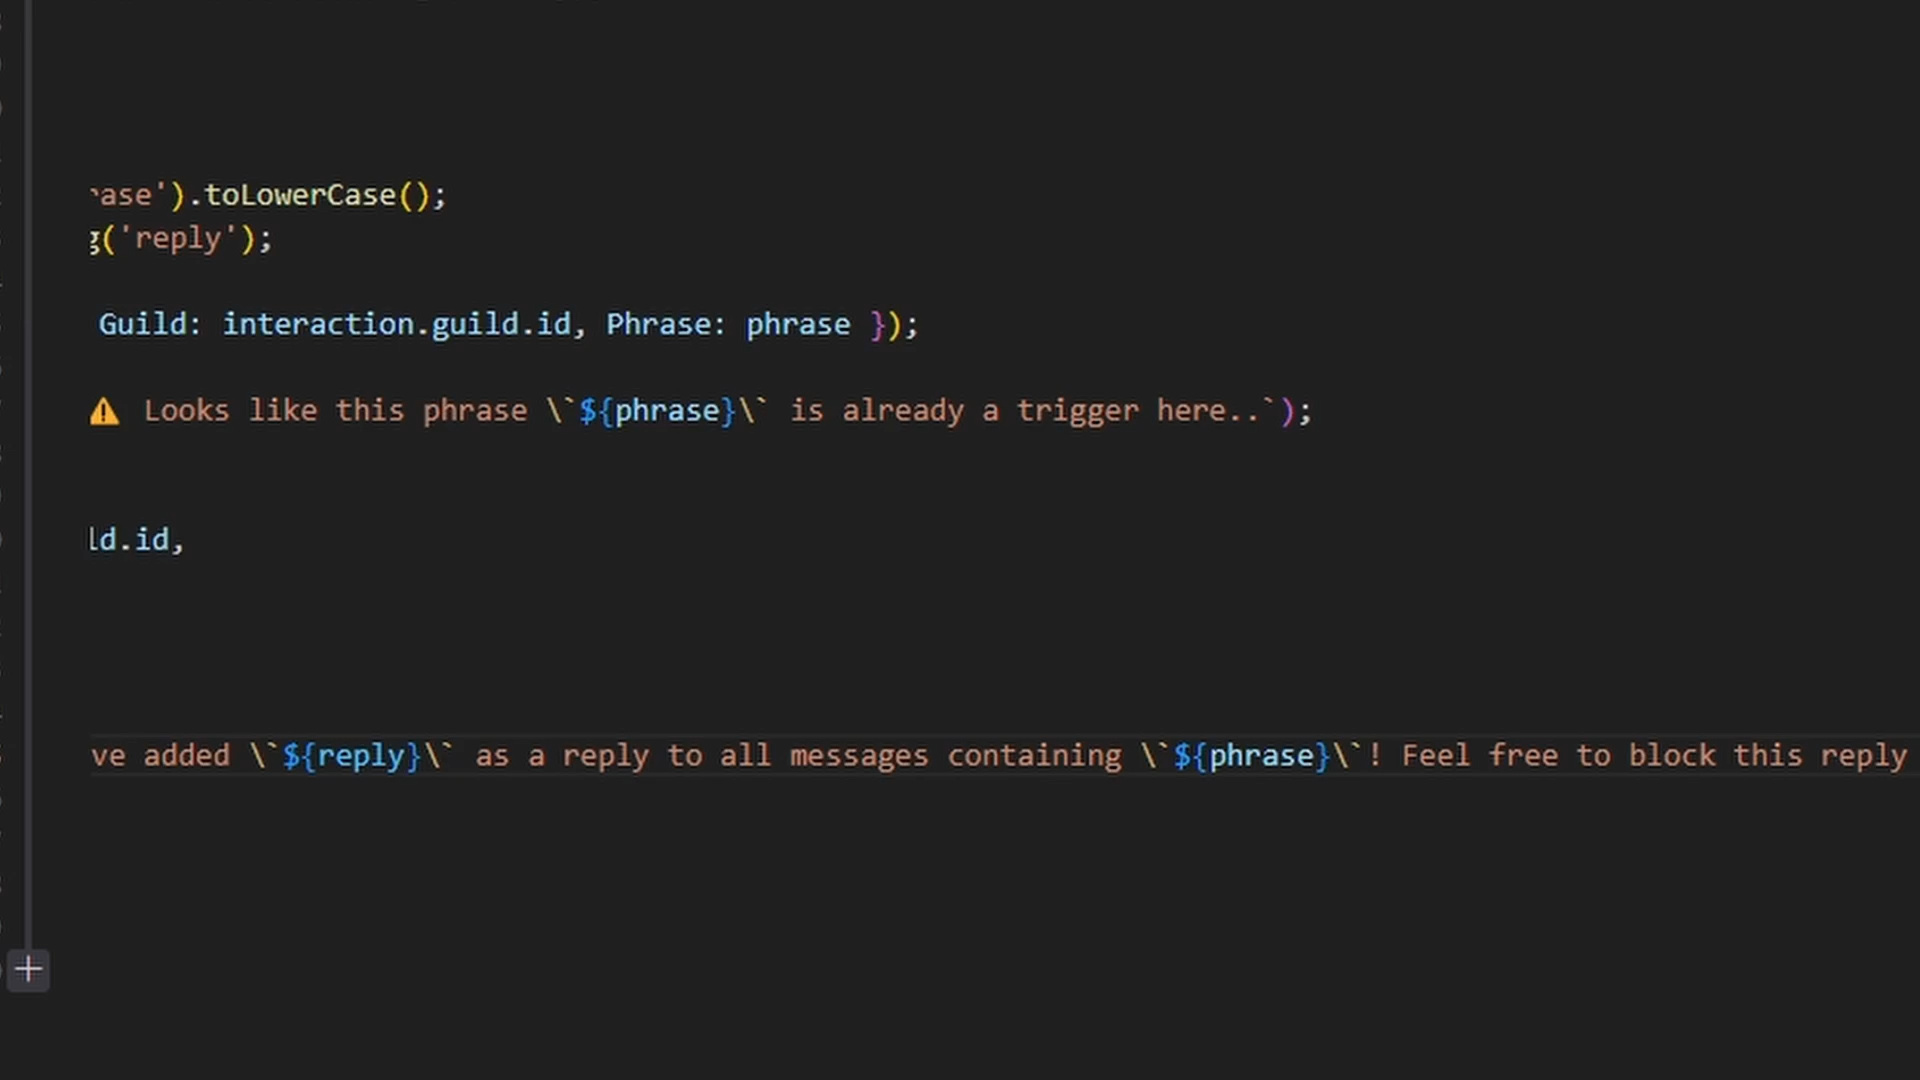 ase').toLowerCase();
g('reply');
Guild: interaction.guild.id, Phrase: phrase });
⚠️ Looks like this phrase \`${phrase}\` is already a trigger here..`);
ld.id,
ve added \`${reply}\` as a reply to all messages containing \`${phrase}\`! Feel free to block this reply